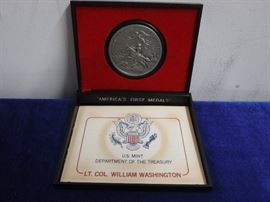 "AMERICA'S FIRST MEDALS"
U.S. MINT
DEPARTMENT OF THE TREASURY
LT. COL. WILLIAM WASHINGTON